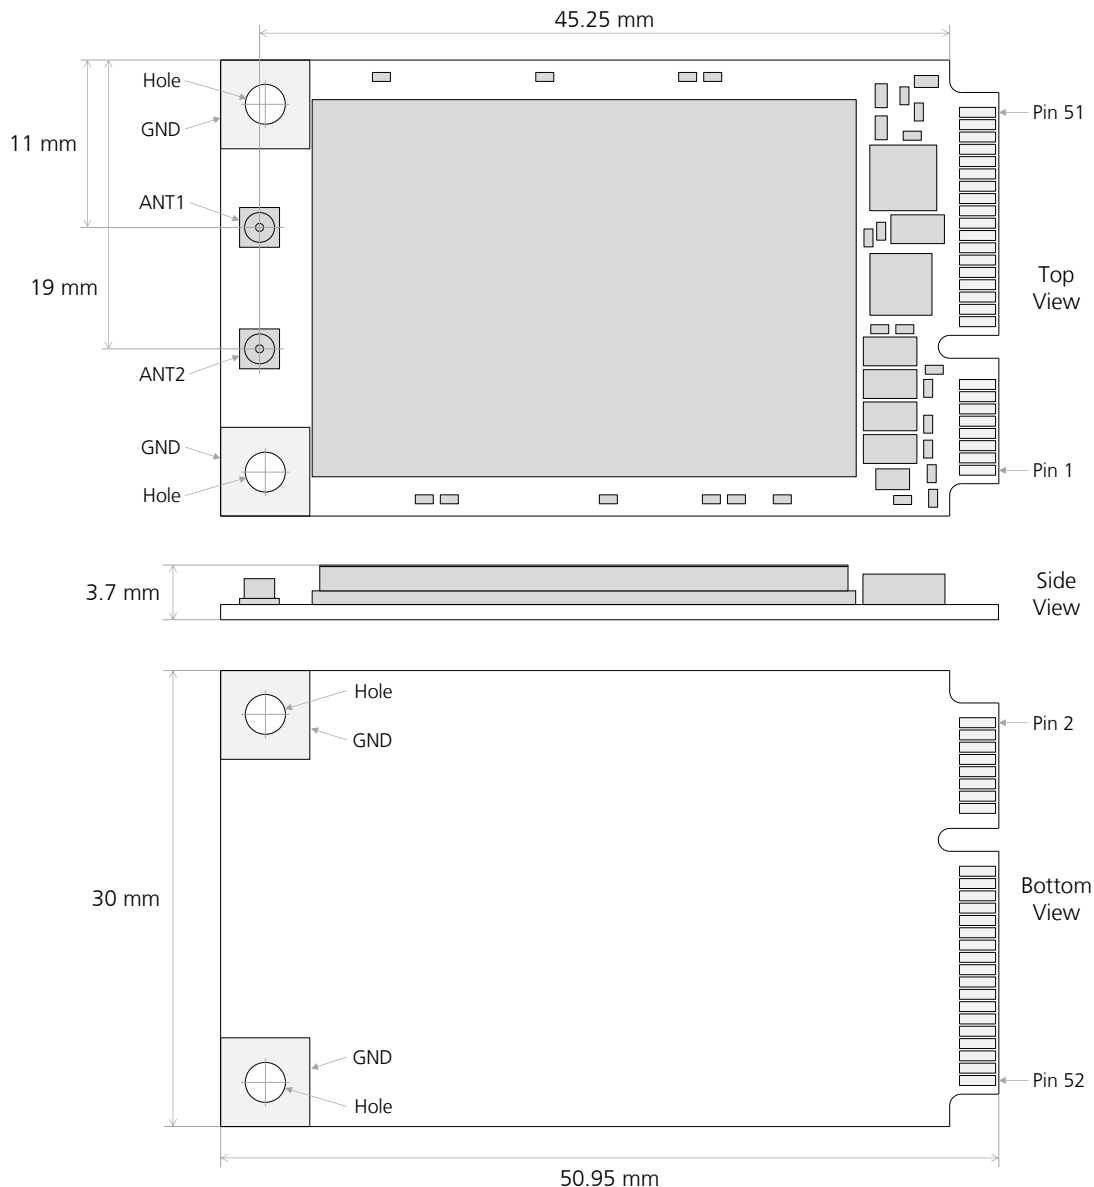 45.25 mm
Hole
Pin 51
GND
11 mm
ANT1
Top
View
19 mm
ANT2
GND
Pin 1
Hole
3.7 mm
Side
View
Hole
Pin 2
GND
30 mm
Bottom
View
GND
Pin 52
Hole
50.95 mm